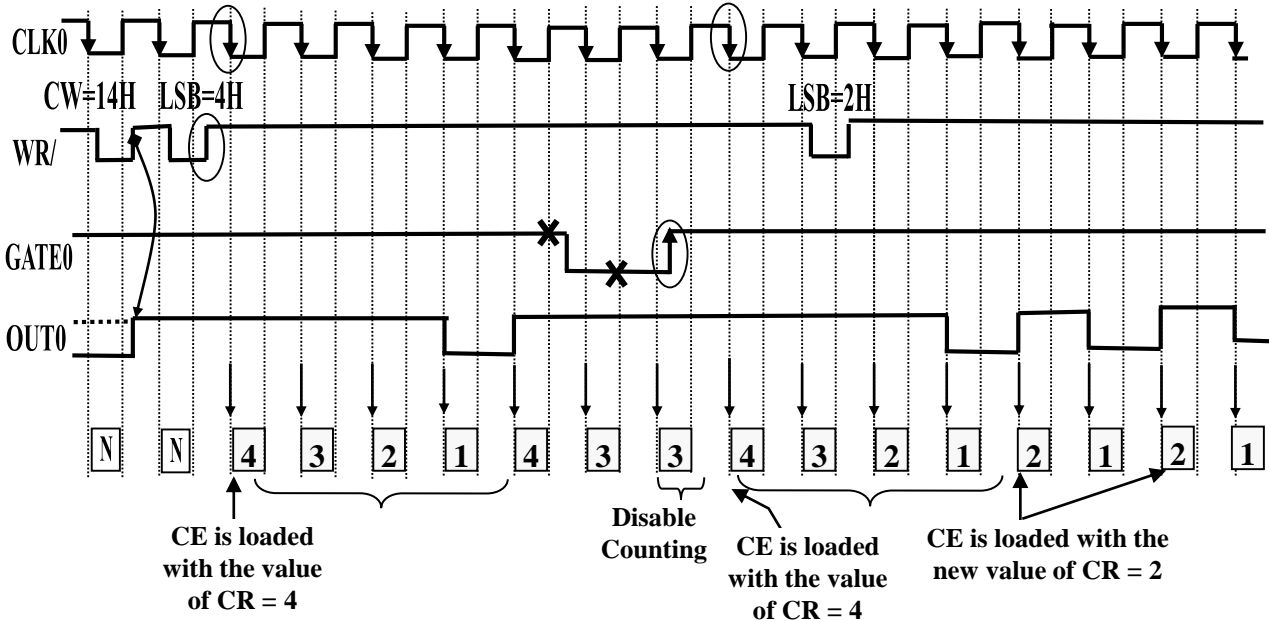 CLK0
CW=14H LSB=4H LSB=2H
WR/
GATE0
OUT0
N N 4 3 2 1 4 3 3 4 3 2 1 2 1 2 1
CE is loaded
with the value
of CR = 4
Disable
Counting
CE is loaded
with the value
of CR = 4
CE is loaded with the
new value of CR = 2